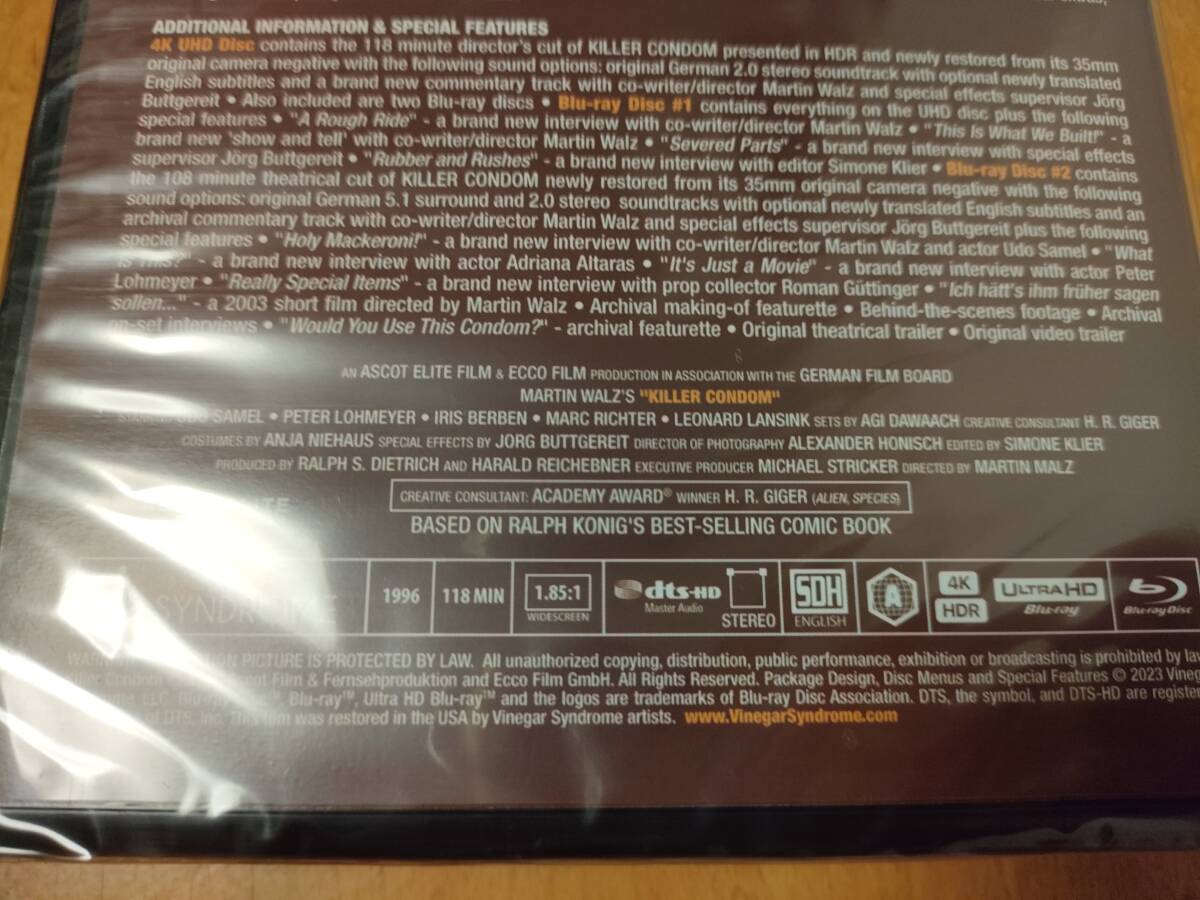 ADDITIONAL INFORMATION & SPECIAL FEATURES
4K UHD Disc contains the 118 minute director's cut of KILLER CONDOM presented in HDR and newly restored from its 35mm
original camera negative with the following sound options: original German 2.0 stereo soundtrack with optional newly translated
English subtitles and a brand new commentary track with co-writer/director Martin Walz and special effects supervisor Jörg
Buttgereit • Also included are two Blu-ray discs • Blu-ray Disc #1 contains everything on the UHD disc plus the following
special features • "A Rough Ride" - a brand new interview with co-writer/director Martin Walz • "This Is What We Built!" - a
brand new 'show and tell' with co-writer/director Martin Walz • "Severed Parts" - a brand new interview with special effects
supervisor Jörg Buttgereit • "Rubber and Rushes" - a brand new interview with editor Simone Klier • Blu-ray Disc #2 contains
the 108 minute theatrical cut of KILLER CONDOM newly restored from its 35mm original camera negative with the following
sound options: original German 5.1 surround and 2.0 stereo soundtracks with optional newly translated English subtitles and an
archival commentary track with co-writer/director Martin Walz and special effects supervisor Jörg Buttgereit plus the following
special features • "Holy Mackeroni!" - a brand new interview with co-writer/director Martin Walz and actor Udo Samel • "What
Is This?" - a brand new interview with actor Adriana Altaras • "It's Just a Movie" - a brand new interview with actor Peter
Lohmeyer • "Really Special Items" - a brand new interview with prop collector Roman Güttinger • "Ich hätt's ihm früher sagen
sollen..." - a 2003 short film directed by Martin Walz • Archival making-of featurette • Behind-the-scenes footage • Archival
on-set interviews • "Would You Use This Condom?" - archival featurette • Original theatrical trailer • Original video trailer
AN ASCOT ELITE FILM & ECCO FILM PRODUCTION IN ASSOCIATION WITH THE GERMAN FILM BOARD
MARTIN WALZ'S "KILLER CONDOM"
SAMEL • PETER LOHMEYER • IRIS BERBEN • MARC RICHTER • LEONARD LANSINK SETS BY AGI DAWAACH CREATIVE CONSULTANT H. R. GIGER
COSTUMES BY ANJA NIEHAUS SPECIAL EFFECTS BY JORG BUTTGEREIT DIRECTOR OF PHOTOGRAPHY ALEXANDER HONISCH EDITED BY SIMONE KLIER
PRODUCED BY RALPH S. DIETRICH AND HARALD REICHEBNER EXECUTIVE PRODUCER MICHAEL STRICKER DIRECTED BY MARTIN MALZ
CREATIVE CONSULTANT: ACADEMY AWARD® WINNER H. R. GIGER (ALIEN, SPECIES)
BASED ON RALPH KONIG'S BEST-SELLING COMIC BOOK
SYNDROME 1996 118 MIN 1.85:1 WIDESCREEN dts-HD Master Audio STEREO SDH ENGLISH A 4K HDR ULTRA HD Blu-ray Blu-ray Disc
PICTURE IS PROTECTED BY LAW. All unauthorized copying, distribution, public performance, exhibition or broadcasting is prohibited by law
Film & Fernsehproduktion and Ecco Film GmbH. All Rights Reserved. Package Design, Disc Menus and Special Features © 2023
Blu-ray™, Ultra HD Blu-ray™ and the logos are trademarks of Blu-ray Disc Association. DTS, the symbol, and DTS-HD are
of DTS, Inc. This film was restored in the USA by Vinegar Syndrome artists. www.VinegarSyndrome.com